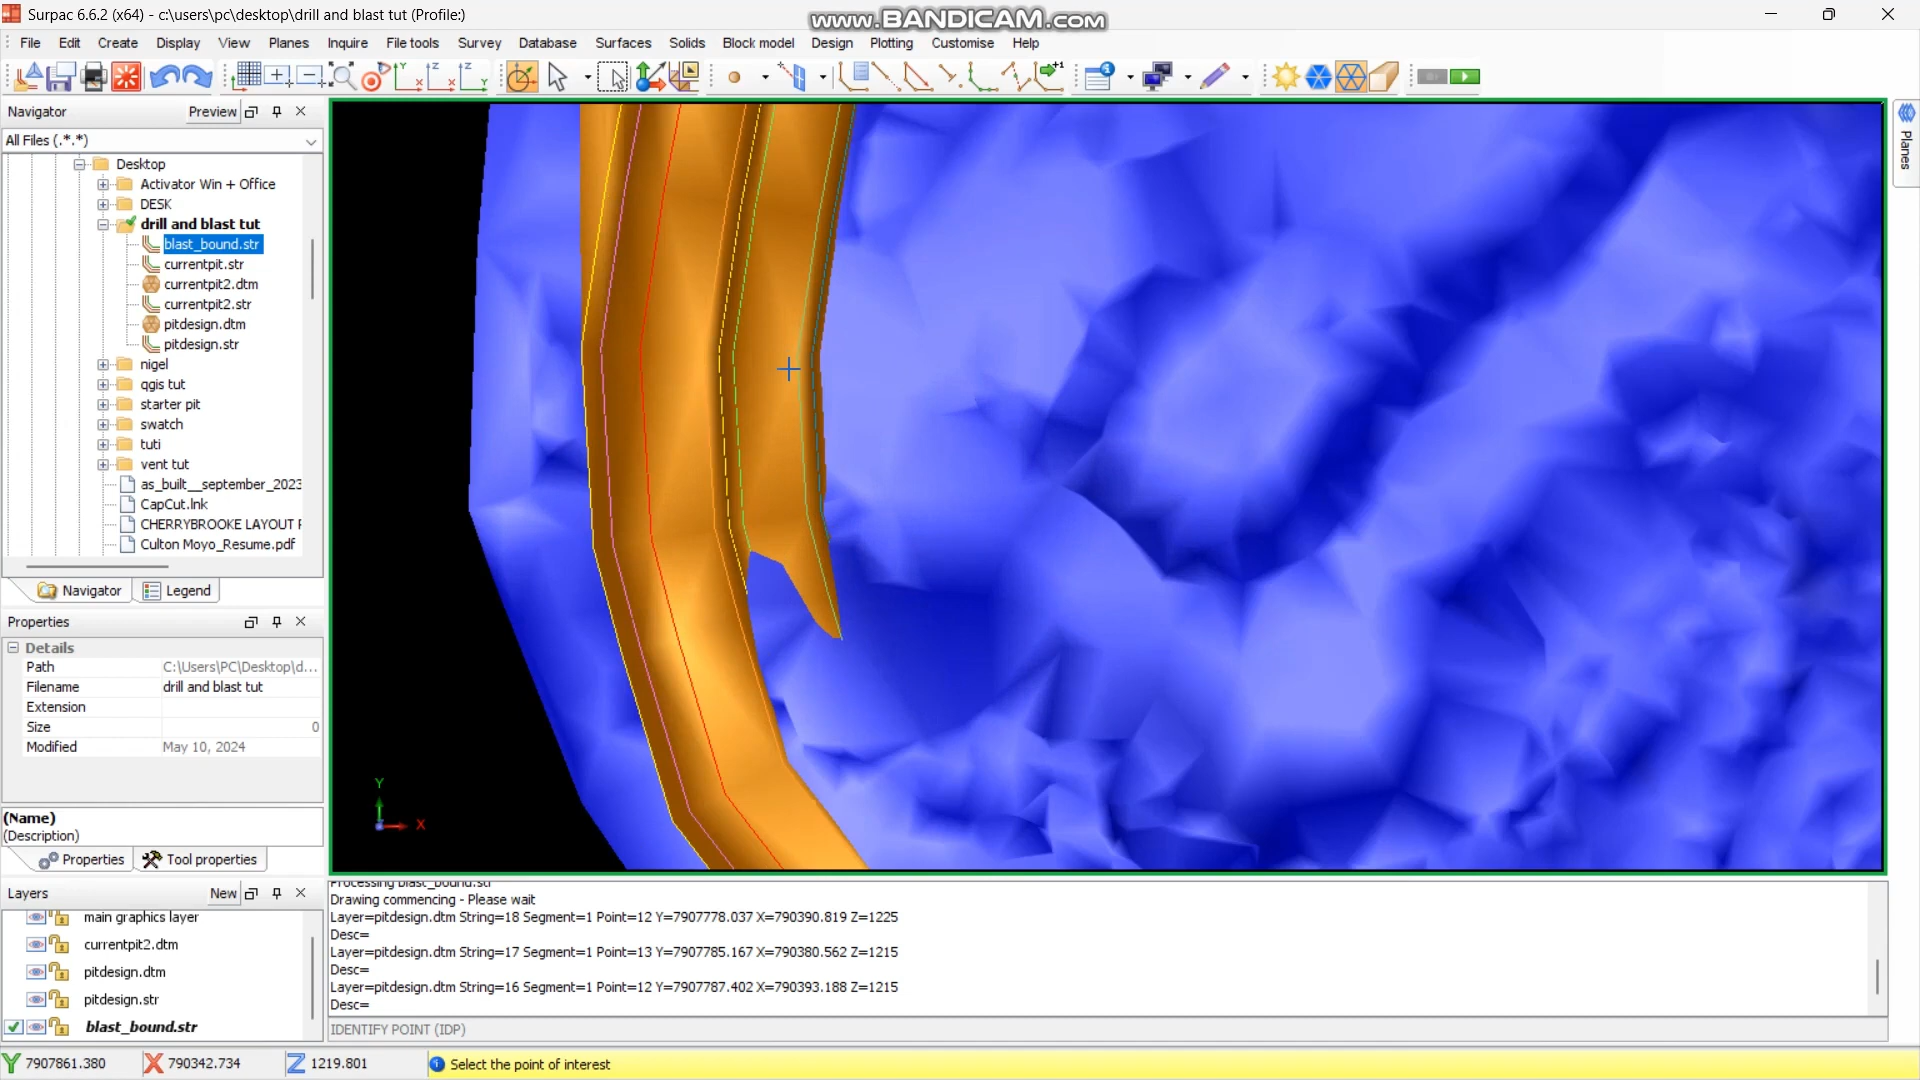 Surpac 6.6.2 (x64) - c:\users\pc\desktop\drill and blast tut (Profile:)
www.BANDICAM.com
File Edit Create Display View Planes Inquire File tools Survey Database Surfaces Solids Block model Design Plotting Customise Help
Navigator Preview
All Files (.*.*)
Desktop
Activator Win + Office
DESK
drill and blast tut
blast_bound.str
currentpit.str
currentpit2.dtm
currentpit2.str
pitdesign.dtm
pitdesign.str
nigel
qgis tut
starter pit
swatch
tuti
vent tut
as_built__september_2023
CapCut.lnk
CHERRYBROOKE LAYOUT F
Culton Moyo_Resume.pdf
Navigator Legend
Properties
Details
Path C:\Users\PC\Desktop\d...
Filename drill and blast tut
Extension
Size 0
Modified May 10, 2024
(Name)
(Description)
Properties Tool properties
Layers New
main graphics layer
currentpit2.dtm
pitdesign.dtm
pitdesign.str
blast_bound.str
Planes
Y
X
Processing blast_bound.str
Drawing commencing - Please wait
Layer=pitdesign.dtm String=18 Segment=1 Point=12 Y=7907778.037 X=790390.819 Z=1225
Desc=
Layer=pitdesign.dtm String=17 Segment=1 Point=13 Y=7907785.167 X=790380.562 Z=1215
Desc=
Layer=pitdesign.dtm String=16 Segment=1 Point=12 Y=7907787.402 X=790393.188 Z=1215
Desc=
IDENTIFY POINT (IDP)
Y 7907861.380 X 790342.734 Z 1219.801 Select the point of interest